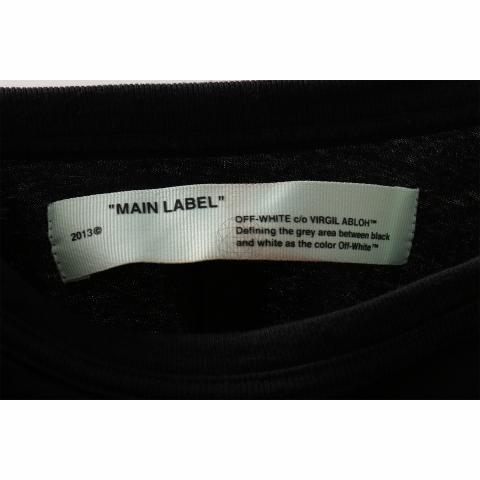 "MAIN LABEL"
2013©
OFF-WHITE c/o VIRGIL ABLOH™
Defining the grey area between black
and white as the color Off-White™